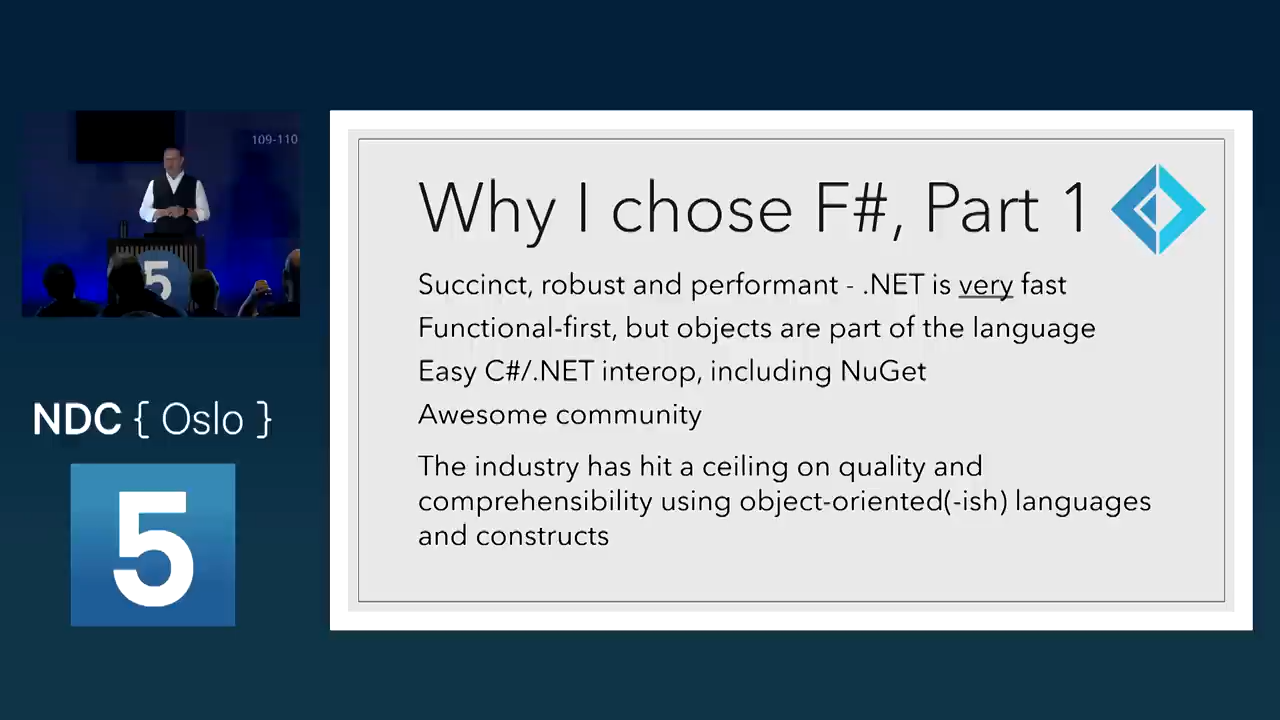 109-110
5
NDC { Oslo }
5
Why I chose F#, Part 1
Succinct, robust and performant - .NET is very fast
Functional-first, but objects are part of the language
Easy C#/.NET interop, including NuGet
Awesome community
The industry has hit a ceiling on quality and
comprehensibility using object-oriented(-ish) languages
and constructs